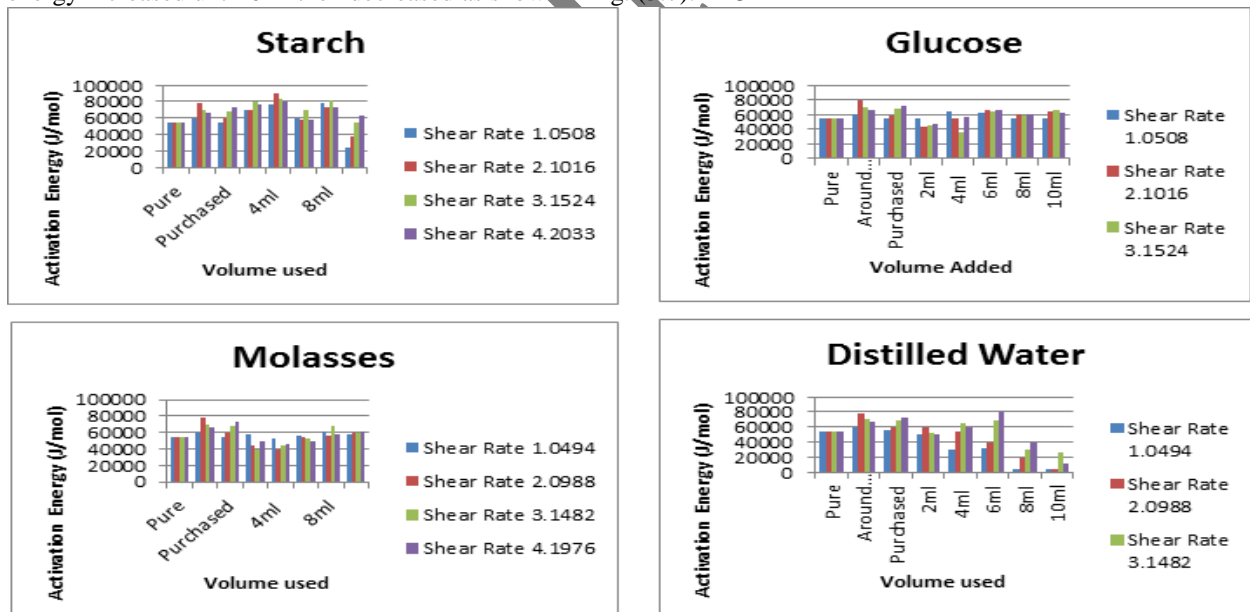 Starch
Activation Energy (J/mol)
100000
80000
60000
40000
20000
0
Pure
Purchased
4ml
8ml
Volume used
Shear Rate 1.0508
Shear Rate 2.1016
Shear Rate 3.1524
Shear Rate 4.2033
Glucose
Activation Energy (J/mol)
100000
80000
60000
40000
20000
0
Pure
Around...
Purchased
2ml
4ml
6ml
8ml
10ml
Volume Added
Shear Rate
1.0508
Shear Rate
2.1016
Shear Rate
3.1524
Molasses
Activation Energy (J/mol)
100000
80000
60000
40000
20000
0
Pure
Purchased
4ml
8ml
Volume used
Shear Rate 1.0494
Shear Rate 2.0988
Shear Rate 3.1482
Shear Rate 4.1976
Distilled Water
Activation Energy (J/mol)
100000
80000
60000
40000
20000
0
Pure
Around...
Purchased
2ml
4ml
6ml
8ml
10ml
Volume used
Shear Rate
1.0494
Shear Rate
2.0988
Shear Rate
3.1482